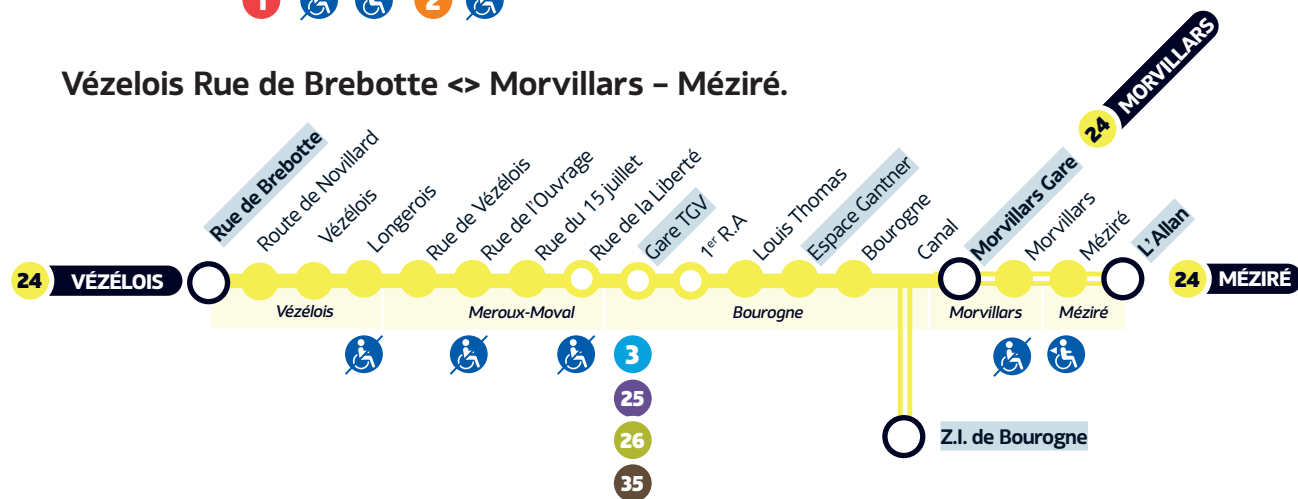 1 2
Vézelois Rue de Brebotte <> Morvillars – Méziré.
24 MORVILLARS
Rue de Brebotte
Route de Novillard
Vézélois
Longerois
Rue de Vézélois
Rue de l'Ouvrage
Rue du 15 juillet
Rue de la Liberté
Gare TGV
1er R.A
Louis Thomas
Espace Gantner
Bourogne
Canal
Morvillars Gare
Morvillars
Méziré
L'Allan
24 VÉZÉLOIS
24 MÉZIRÉ
Vézélois
Meroux-Moval
Bourogne
Morvillars
Méziré
3
25
26
35
Z.I. de Bourogne